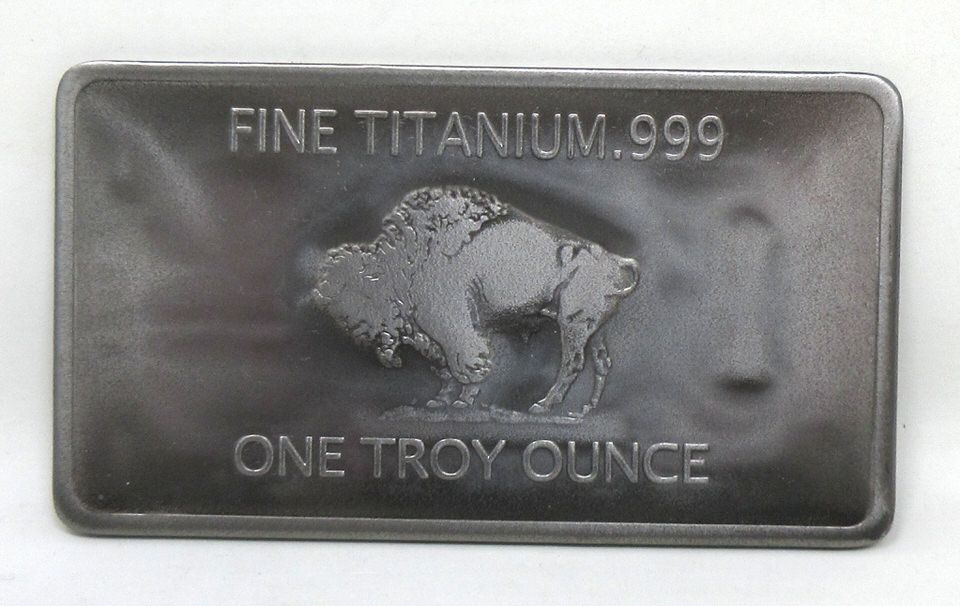 FINE TITANIUM.999
ONE TROY OUNCE